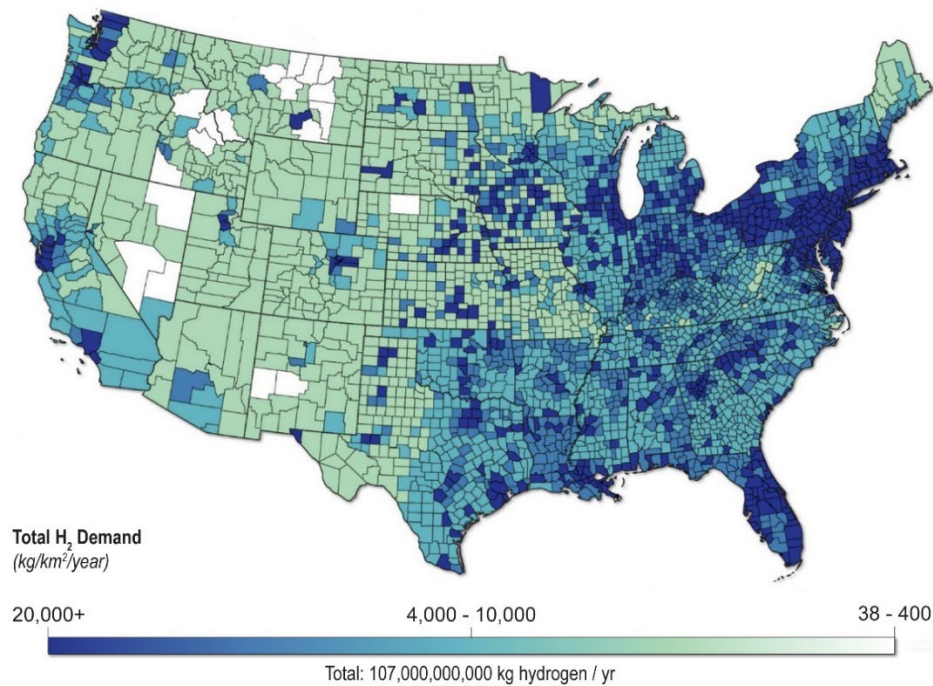 Total H₂ Demand
(kg/km²/year)
20,000+ 4,000 - 10,000 38 - 400
Total: 107,000,000,000 kg hydrogen / yr